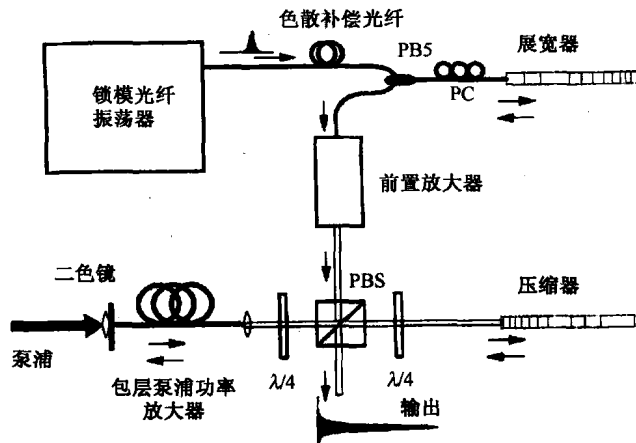 色散补偿光纤
PB5
展宽器
锁模光纤
振荡器
PC
前置放大器
二色镜
PBS
压缩器
泵浦
λ/4
λ/4
包层泵浦功率
放大器
输出